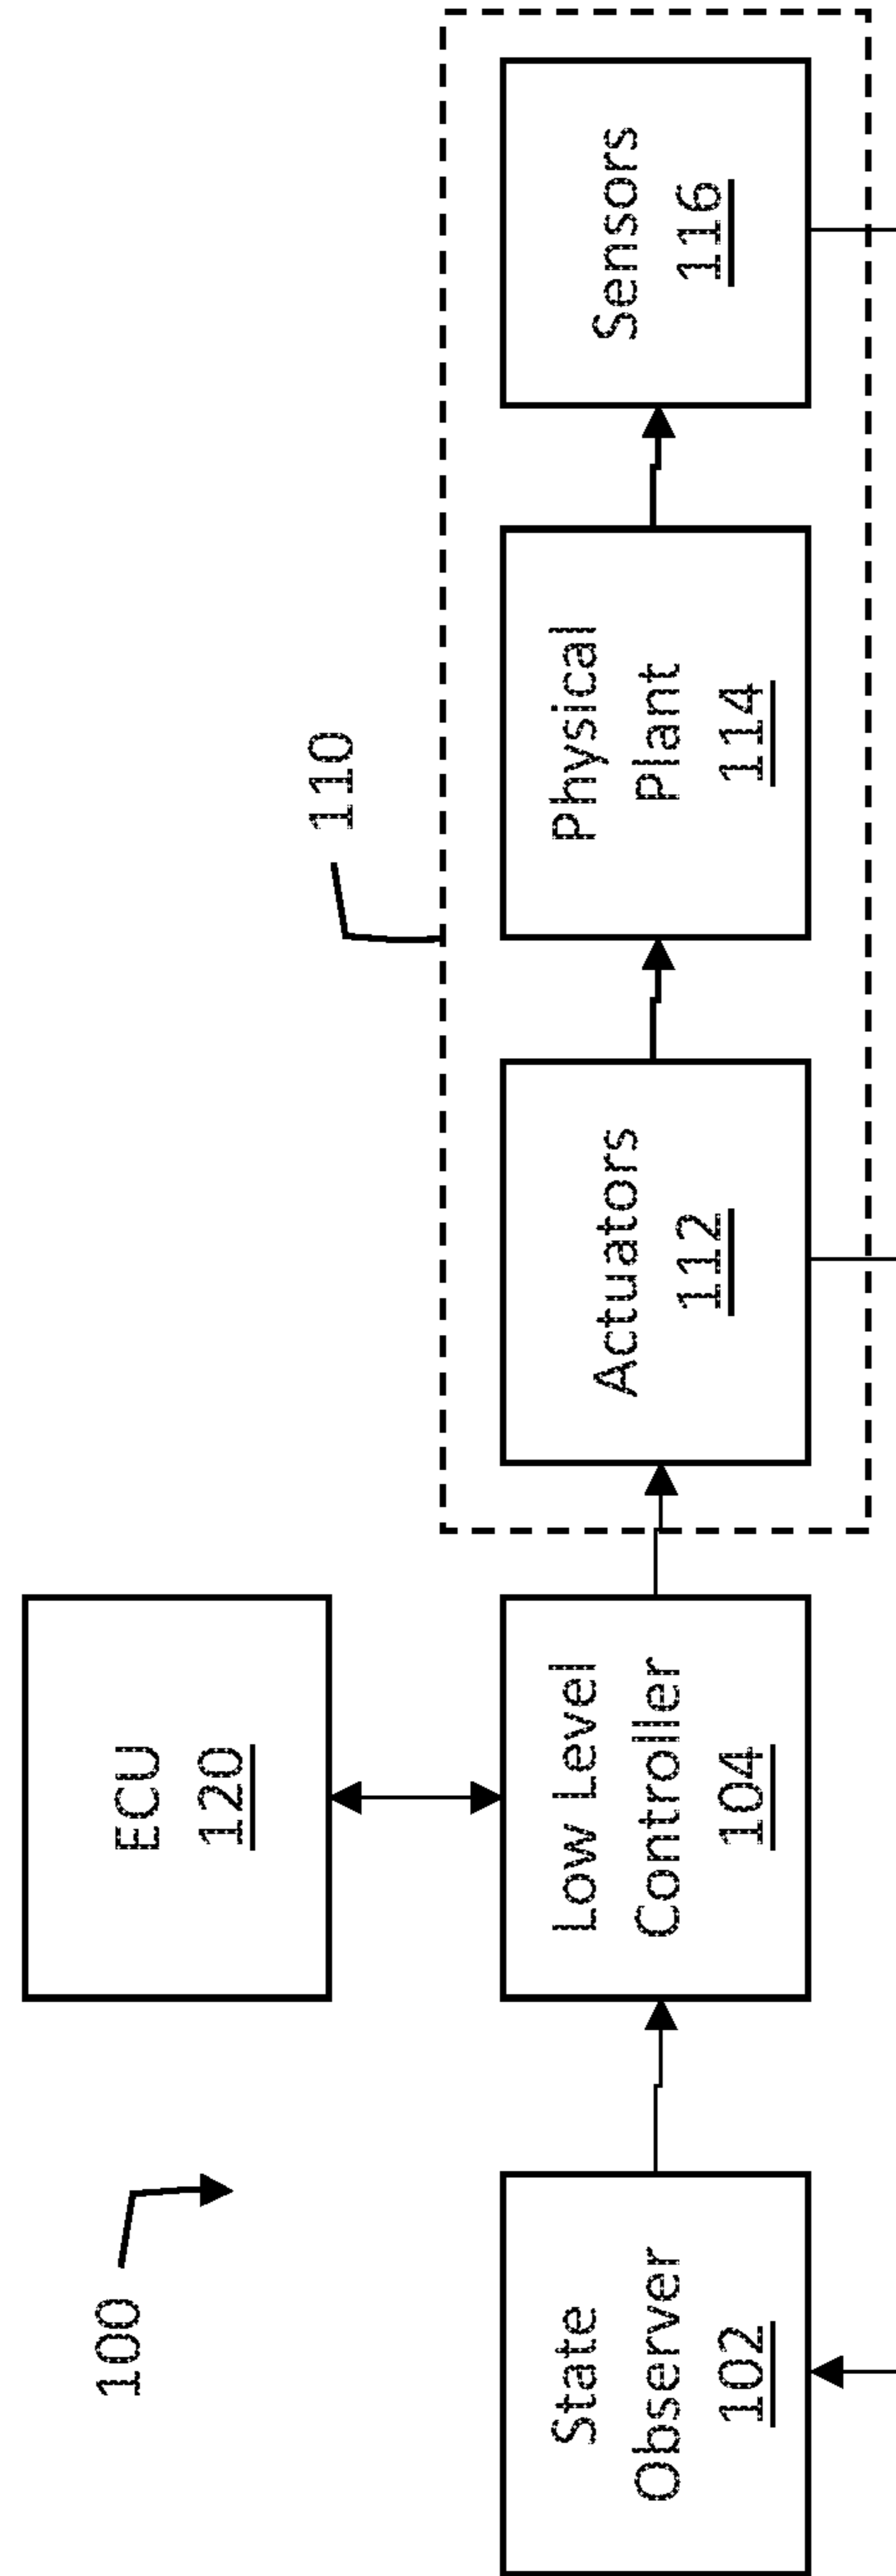 100
ECU
120
110
State
Observer
102
Low Level
Controller
104
Actuators
112
Physical
Plant
114
Sensors
116